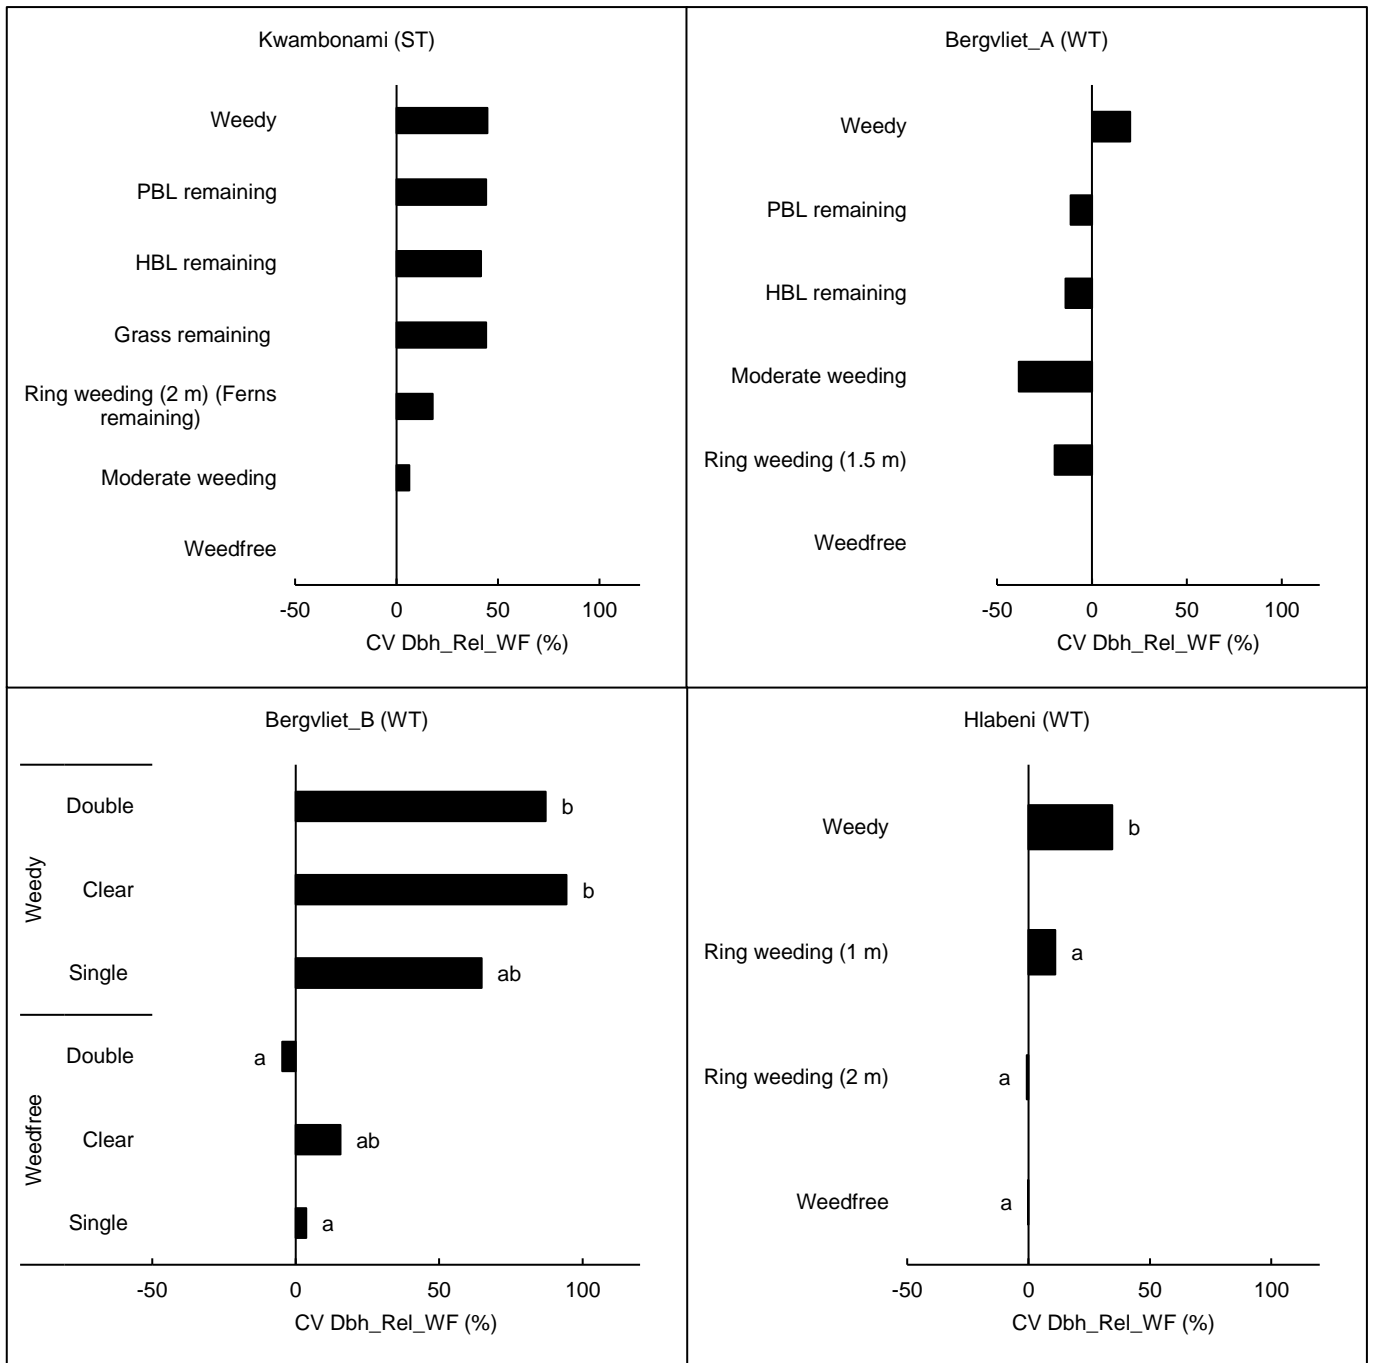 Kwambonami (ST)
Weedy
PBL remaining
HBL remaining
Grass remaining
Ring weeding (2 m) (Ferns
remaining)
Moderate weeding
Weedfree
-50 0 50 100
CV Dbh_Rel_WF (%)
Bergvliet_A (WT)
Weedy
PBL remaining
HBL remaining
Moderate weeding
Ring weeding (1.5 m)
Weedfree
-50 0 50 100
CV Dbh_Rel_WF (%)
Bergvliet_B (WT)
Weedy
Double b
Clear b
Single ab
Weedfree
Double a
Clear ab
Single a
-50 0 50 100
CV Dbh_Rel_WF (%)
Hlabeni (WT)
Weedy b
Ring weeding (1 m) a
Ring weeding (2 m) a
Weedfree a
-50 0 50 100
CV Dbh_Rel_WF (%)